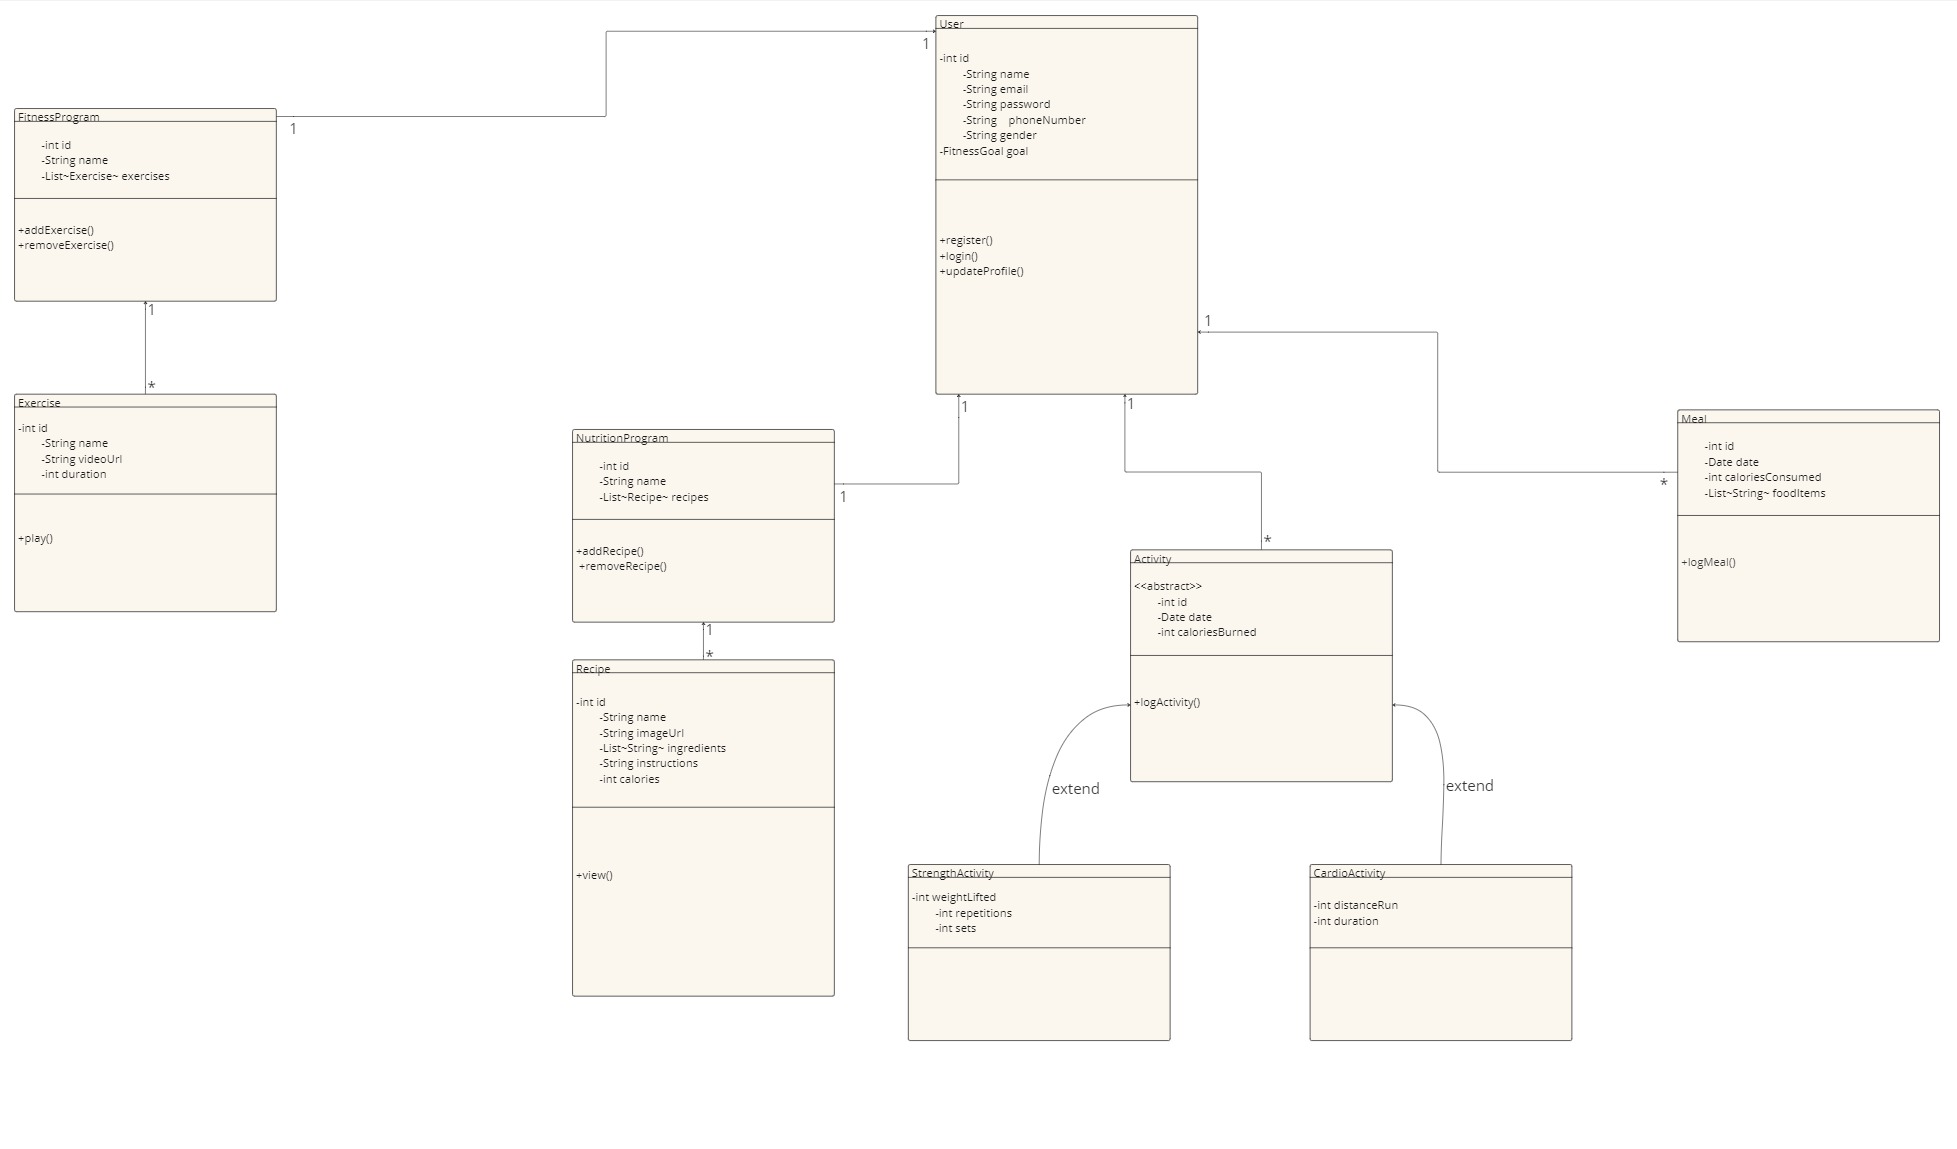 User
-int id
-String name
-String email
-String password
-String phoneNumber
-String gender
-FitnessGoal goal
+register()
+login()
+updateProfile()
1
1
FitnessProgram
-int id
-String name
-List~Exercise~ exercises
+addExercise()
+removeExercise()
1
*
Exercise
-int id
-String name
-String videoUrl
-int duration
+play()
1
1
NutritionProgram
-int id
-String name
-List~Recipe~ recipes
+addRecipe()
+removeRecipe()
1
*
Recipe
-int id
-String name
-String imageUrl
-List~String~ ingredients
-String instructions
-int calories
+view()
1
*
Activity
<<abstract>>
-int id
-Date date
-int caloriesBurned
+logActivity()
extend
extend
StrengthActivity
-int weightLifted
-int repetitions
-int sets
CardioActivity
-int distanceRun
-int duration
1
*
Meal
-int id
-Date date
-int caloriesConsumed
-List~String~ foodItems
+logMeal()